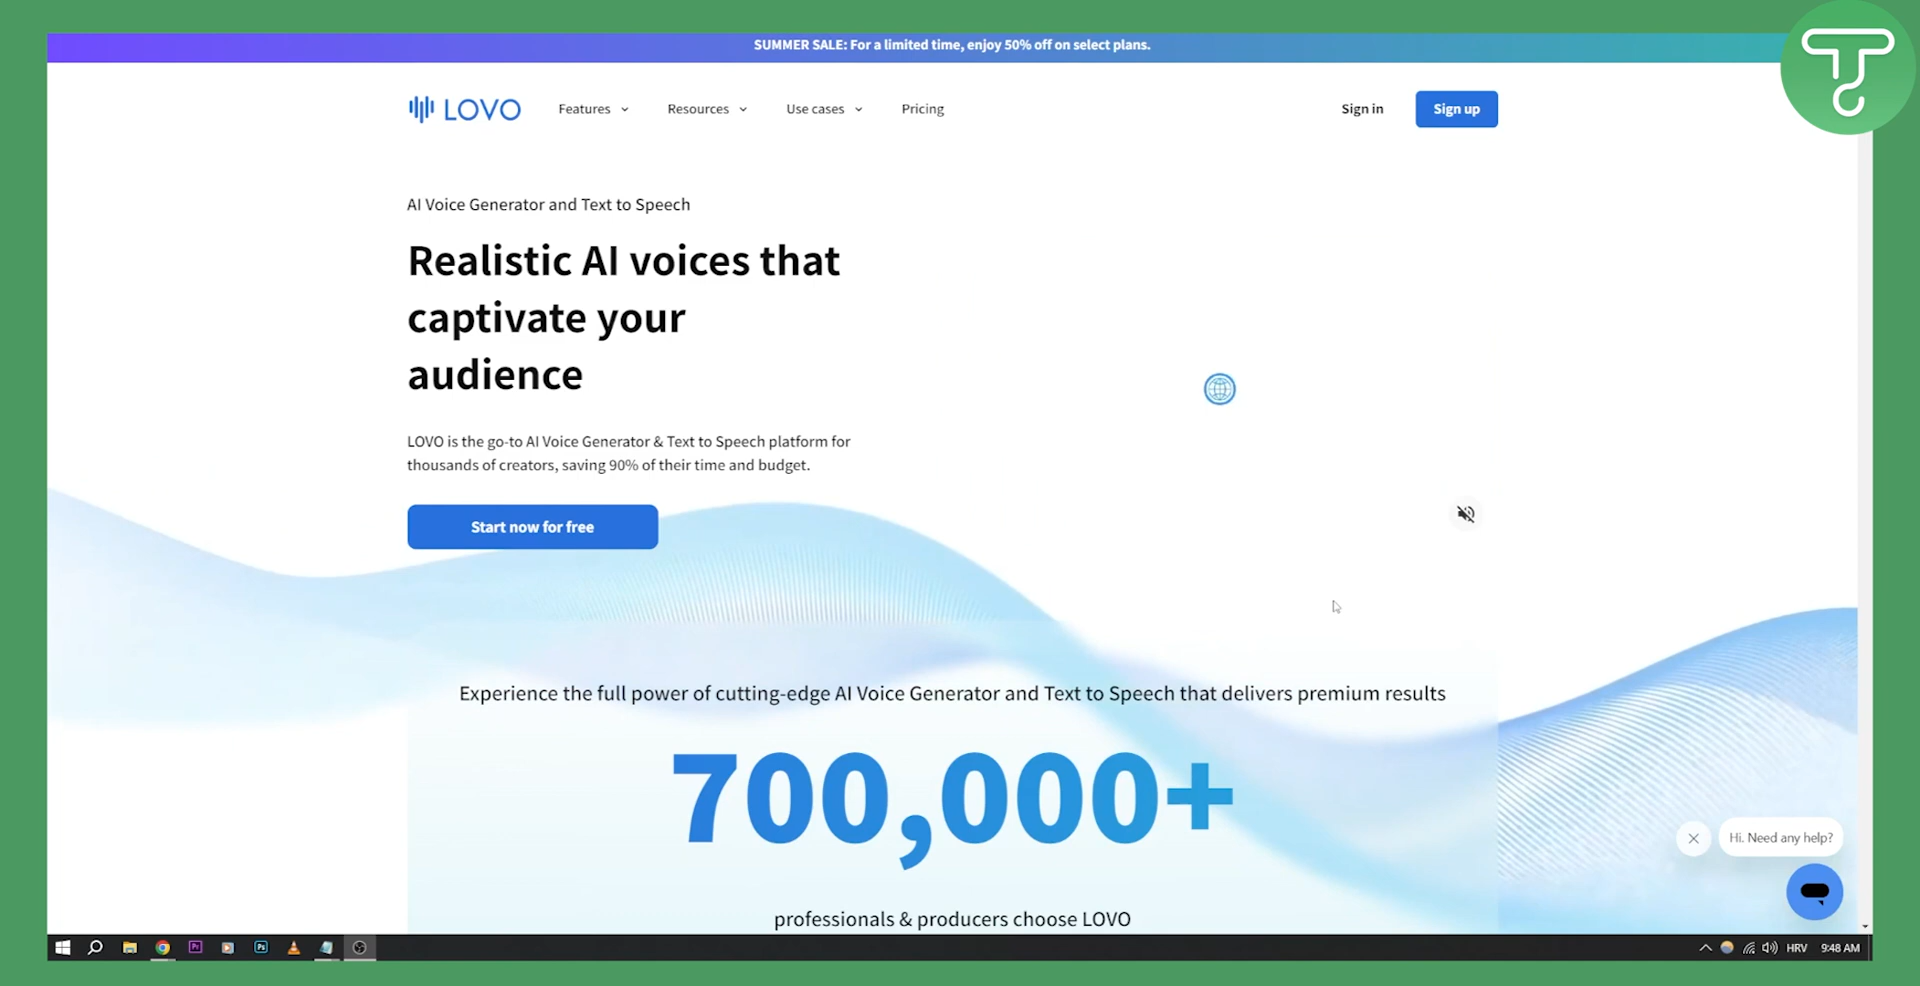 SUMMER SALE: For a limited time, enjoy 50% off on select plans.
LOVO Features Resources Use cases Pricing Sign in Sign up
AI Voice Generator and Text to Speech
Realistic AI voices that
captivate your
audience
LOVO is the go-to AI Voice Generator & Text to Speech platform for
thousands of creators, saving 90% of their time and budget.
Start now for free
Experience the full power of cutting-edge AI Voice Generator and Text to Speech that delivers premium results
700,000+
professionals & producers choose LOVO
Hi. Need any help?
Pr Ps HRV 9:48 AM